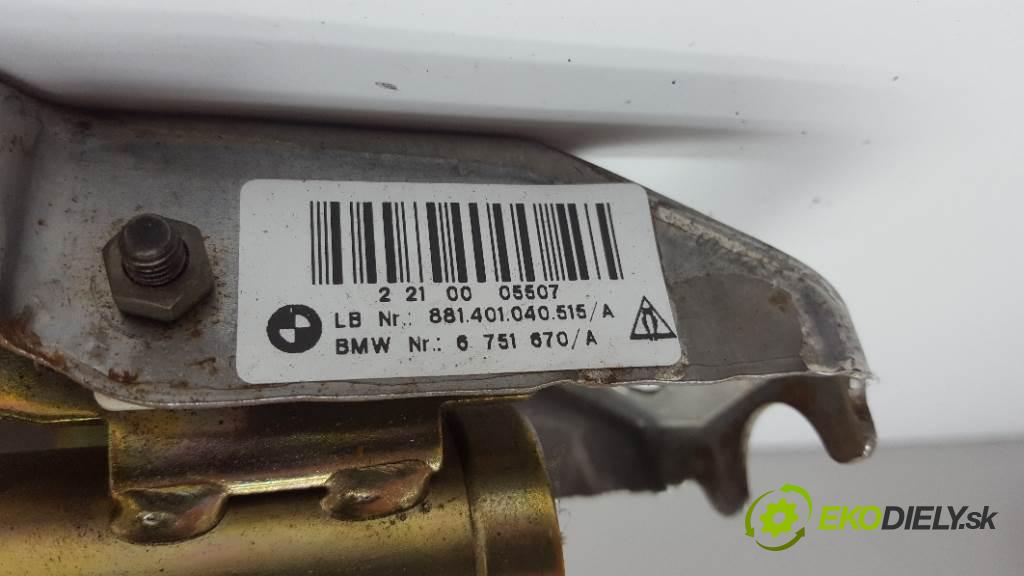 2 21 00 05507
LB Nr.: 881.401.040.515/A
BMW Nr.: 6 751 670/A
EKODIELY.sk